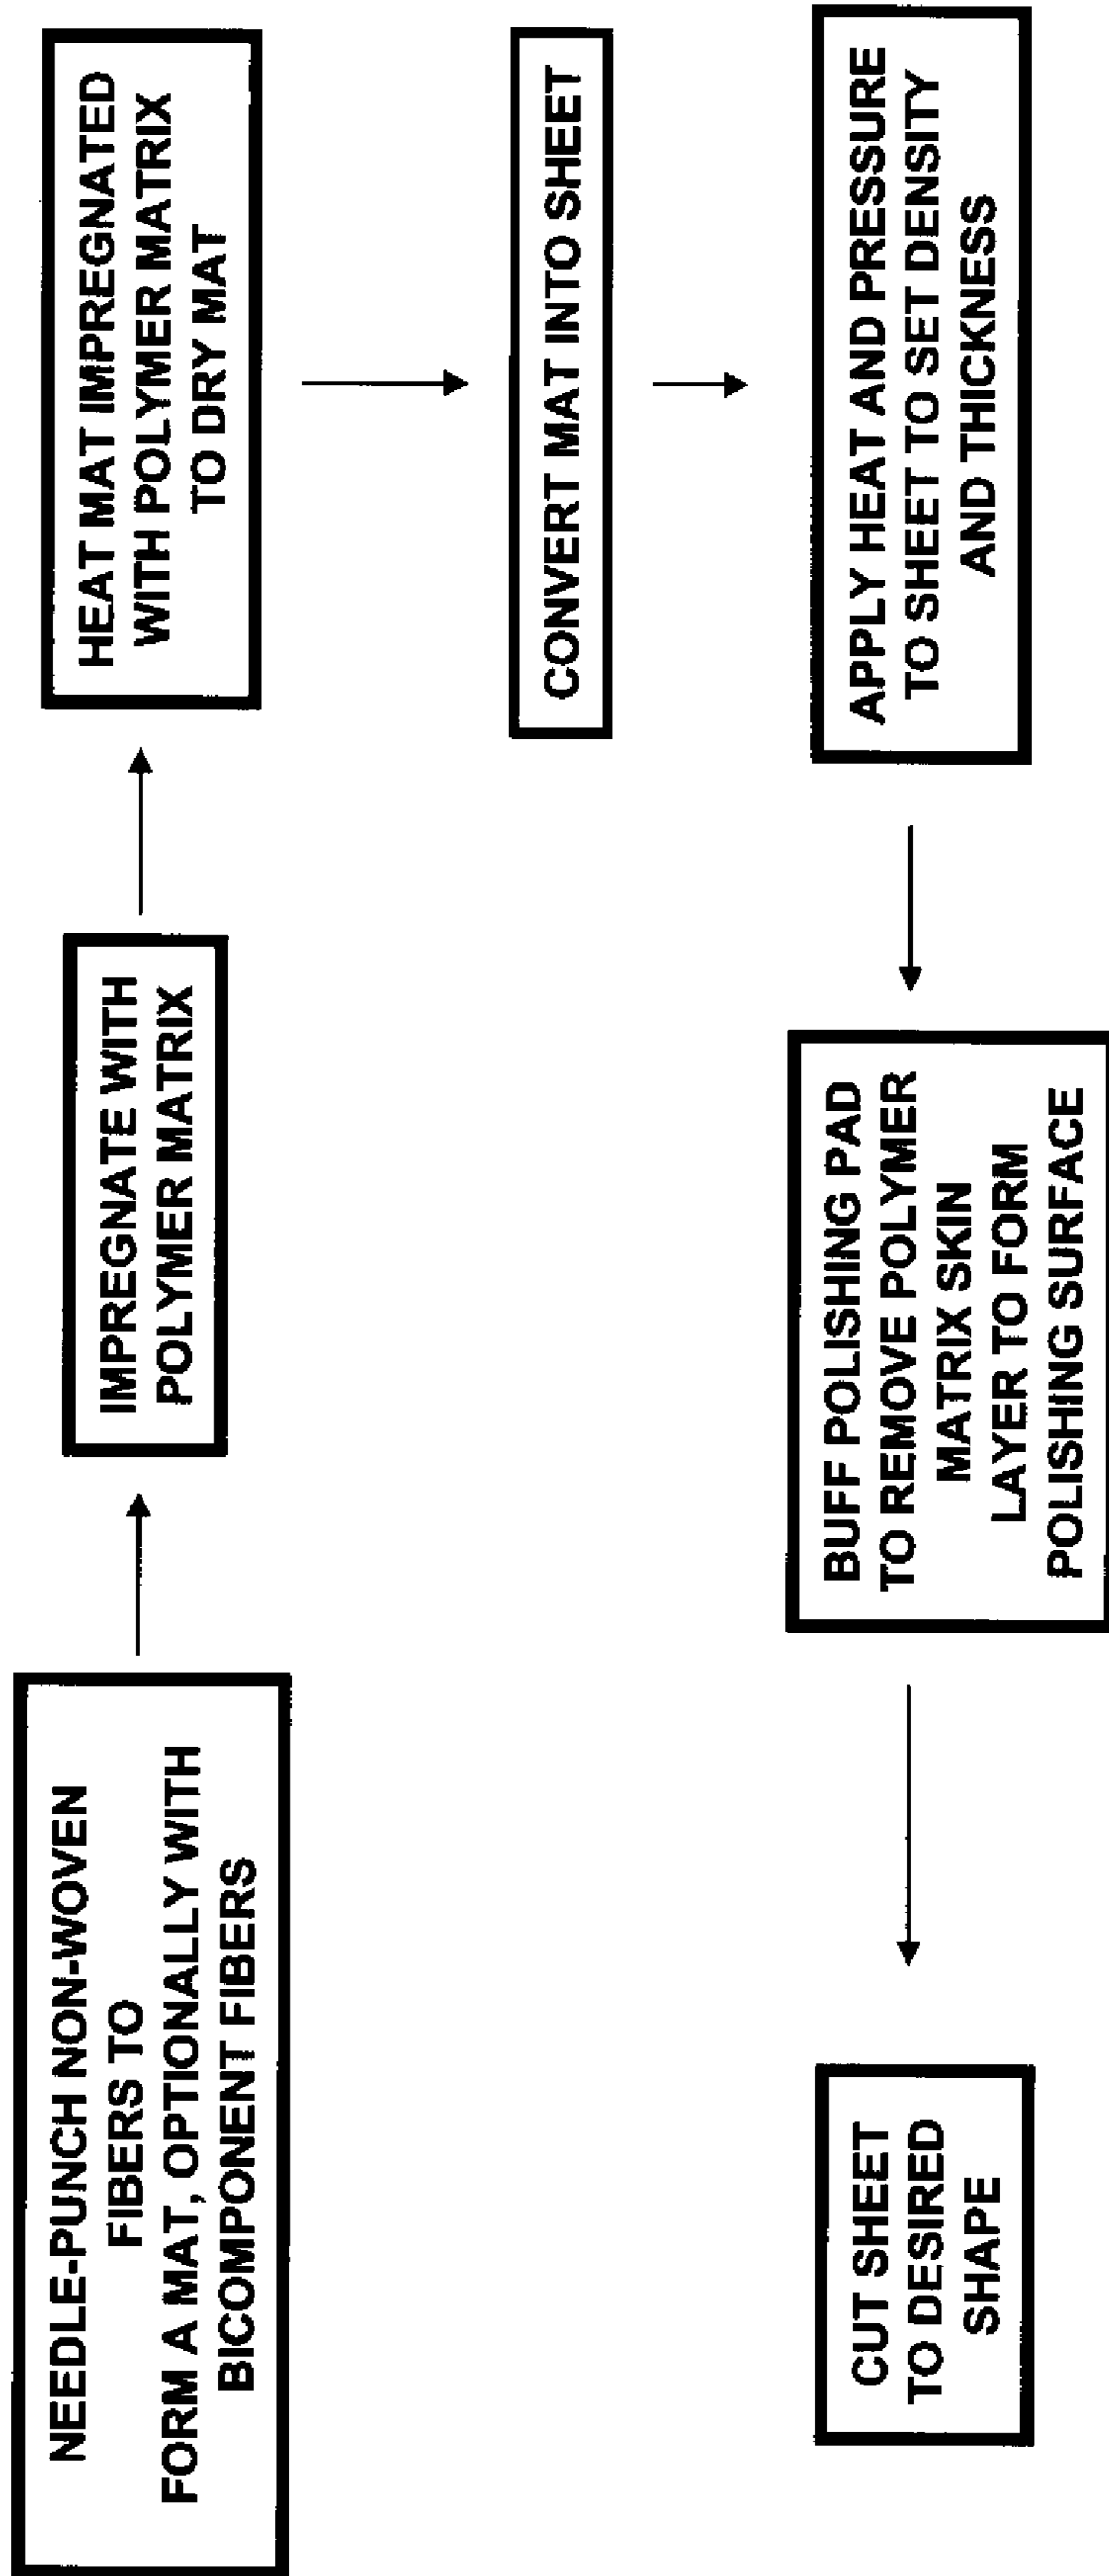 NEEDLE-PUNCH NON-WOVEN
FIBERS TO
FORM A MAT, OPTIONALLY WITH
BICOMPONENT FIBERS
IMPREGNATE WITH
POLYMER MATRIX
HEAT MAT IMPREGNATED
WITH POLYMER MATRIX
TO DRY MAT
CONVERT MAT INTO SHEET
APPLY HEAT AND PRESSURE
TO SHEET TO SET DENSITY
AND THICKNESS
BUFF POLISHING PAD
TO REMOVE POLYMER
MATRIX SKIN
LAYER TO FORM
POLISHING SURFACE
CUT SHEET
TO DESIRED
SHAPE